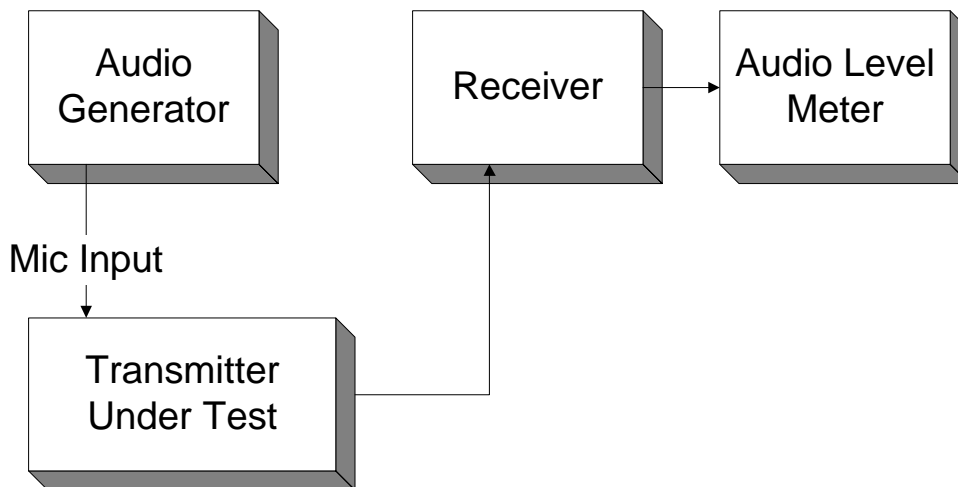 Audio
Generator
Receiver
Audio Level
Meter
Mic Input
Transmitter
Under Test